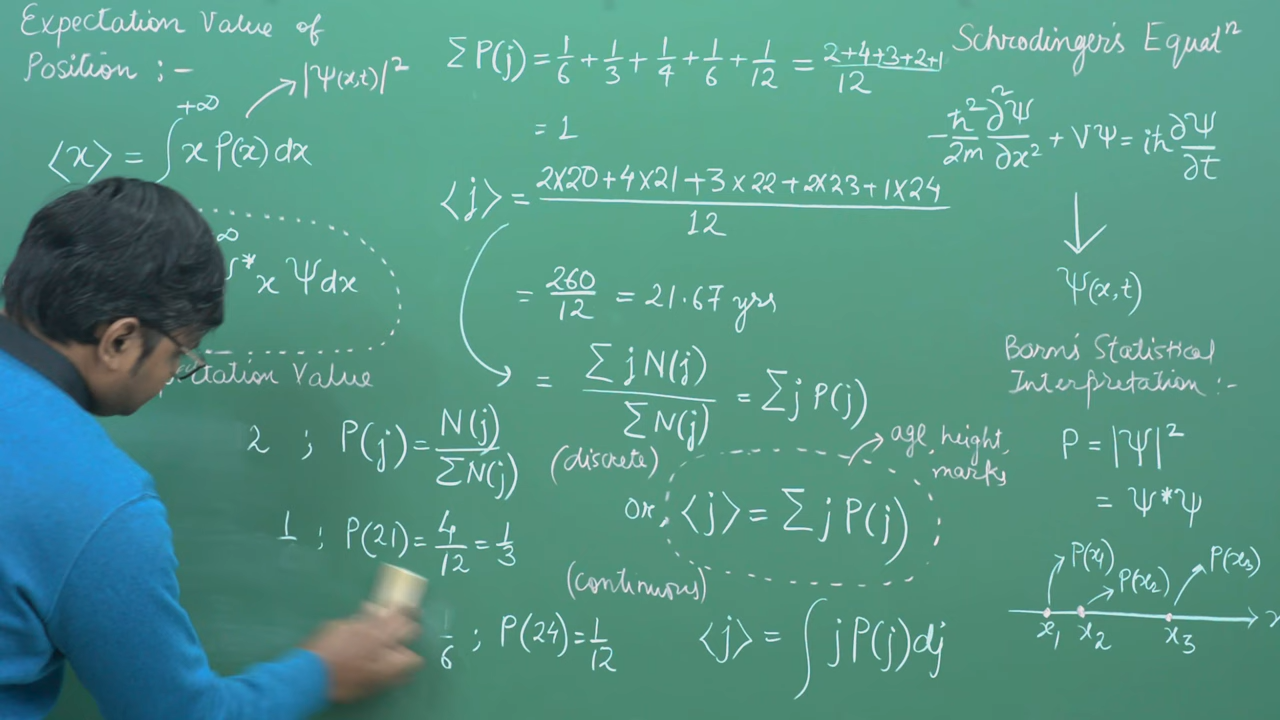 Expectation Value of
Position :-
|Ψ(x,t)|²
⟨x⟩ = ∫ x P(x) dx
+∞
∞
* x Ψ dx
Value
2 ; P(j) = N(j) / ΣN(j)
; P(21) = 4/12 = 1/3
1/6 ; P(24) = 1/12
ΣP(j) = 1/6 + 1/3 + 1/4 + 1/6 + 1/12 = (2+4+3+2+1)/12
= 1
⟨j⟩ = (2×20+4×21+3×22+2×23+1×24)/12
= 260/12 = 21.67 yrs
= Σ j N(j) / Σ N(j) = Σ j P(j)
(discrete)
age, height,
marks
or, ⟨j⟩ = Σ j P(j)
(continuous)
⟨j⟩ = ∫ j P(j) dj
Schrodinger's Equatⁿ
-ħ²/2m ∂²Ψ/∂x² + VΨ = iħ ∂Ψ/∂t
Ψ(x,t)
Born's Statistical
Interpretation :-
P = |Ψ|²
= Ψ*Ψ
P(x₁) P(x₂) P(x₃)
x₁ x₂ x₃ x